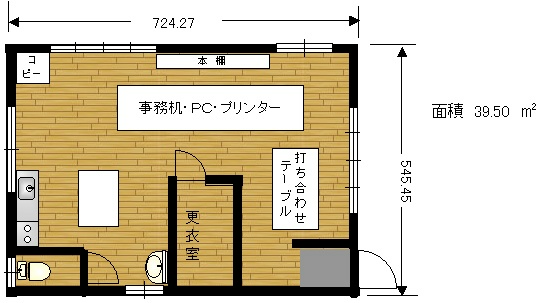 724.27
コピー
本 棚
事務机・PC・プリンター
面積 39.50 ㎡
打ち合わせ
テーブル
545.45
更衣室